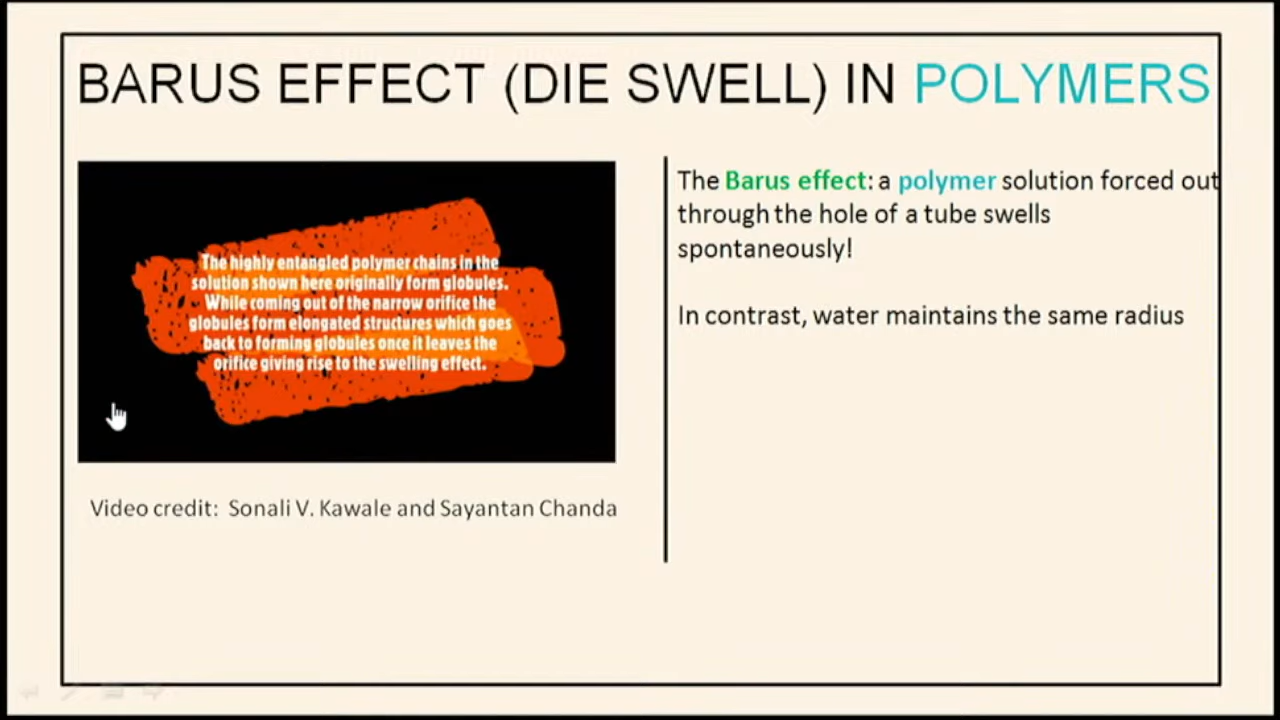 BARUS EFFECT (DIE SWELL) IN POLYMERS
The highly entangled polymer chains in the
solution shown here originally form globules.
While coming out of the narrow orifice the
globules form elongated structures which goes
back to forming globules once it leaves the
orifice giving rise to the swelling effect.
Video credit: Sonali V. Kawale and Sayantan Chanda
The Barus effect: a polymer solution forced out
through the hole of a tube swells
spontaneously!
In contrast, water maintains the same radius